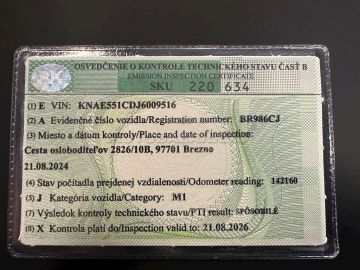 OSVEDČENIE O KONTROLE TECHNICKÉHO STAVU ČASŤ B
EMISSION INSPECTION CERTIFICATE
SKU 220 634
(1) E VIN: KNAE551CDJ6009516
(2) A Evidenčné číslo vozidla/Registration number: BR986CJ
(3) Miesto a dátum kontroly/Place and date of inspection:
Cesta osloboditeľov 2826/10B, 97701 Brezno
21.08.2024
(4) Stav počítadla prejdenej vzdialenosti/Odometer reading: 142160
(5) J Kategória vozidla/Category: M1
(7) Výsledok kontroly technického stavu/PTI result: SPÔSOBILÉ
(8) X Kontrola platí do/Inspection valid to: 21.08.2026